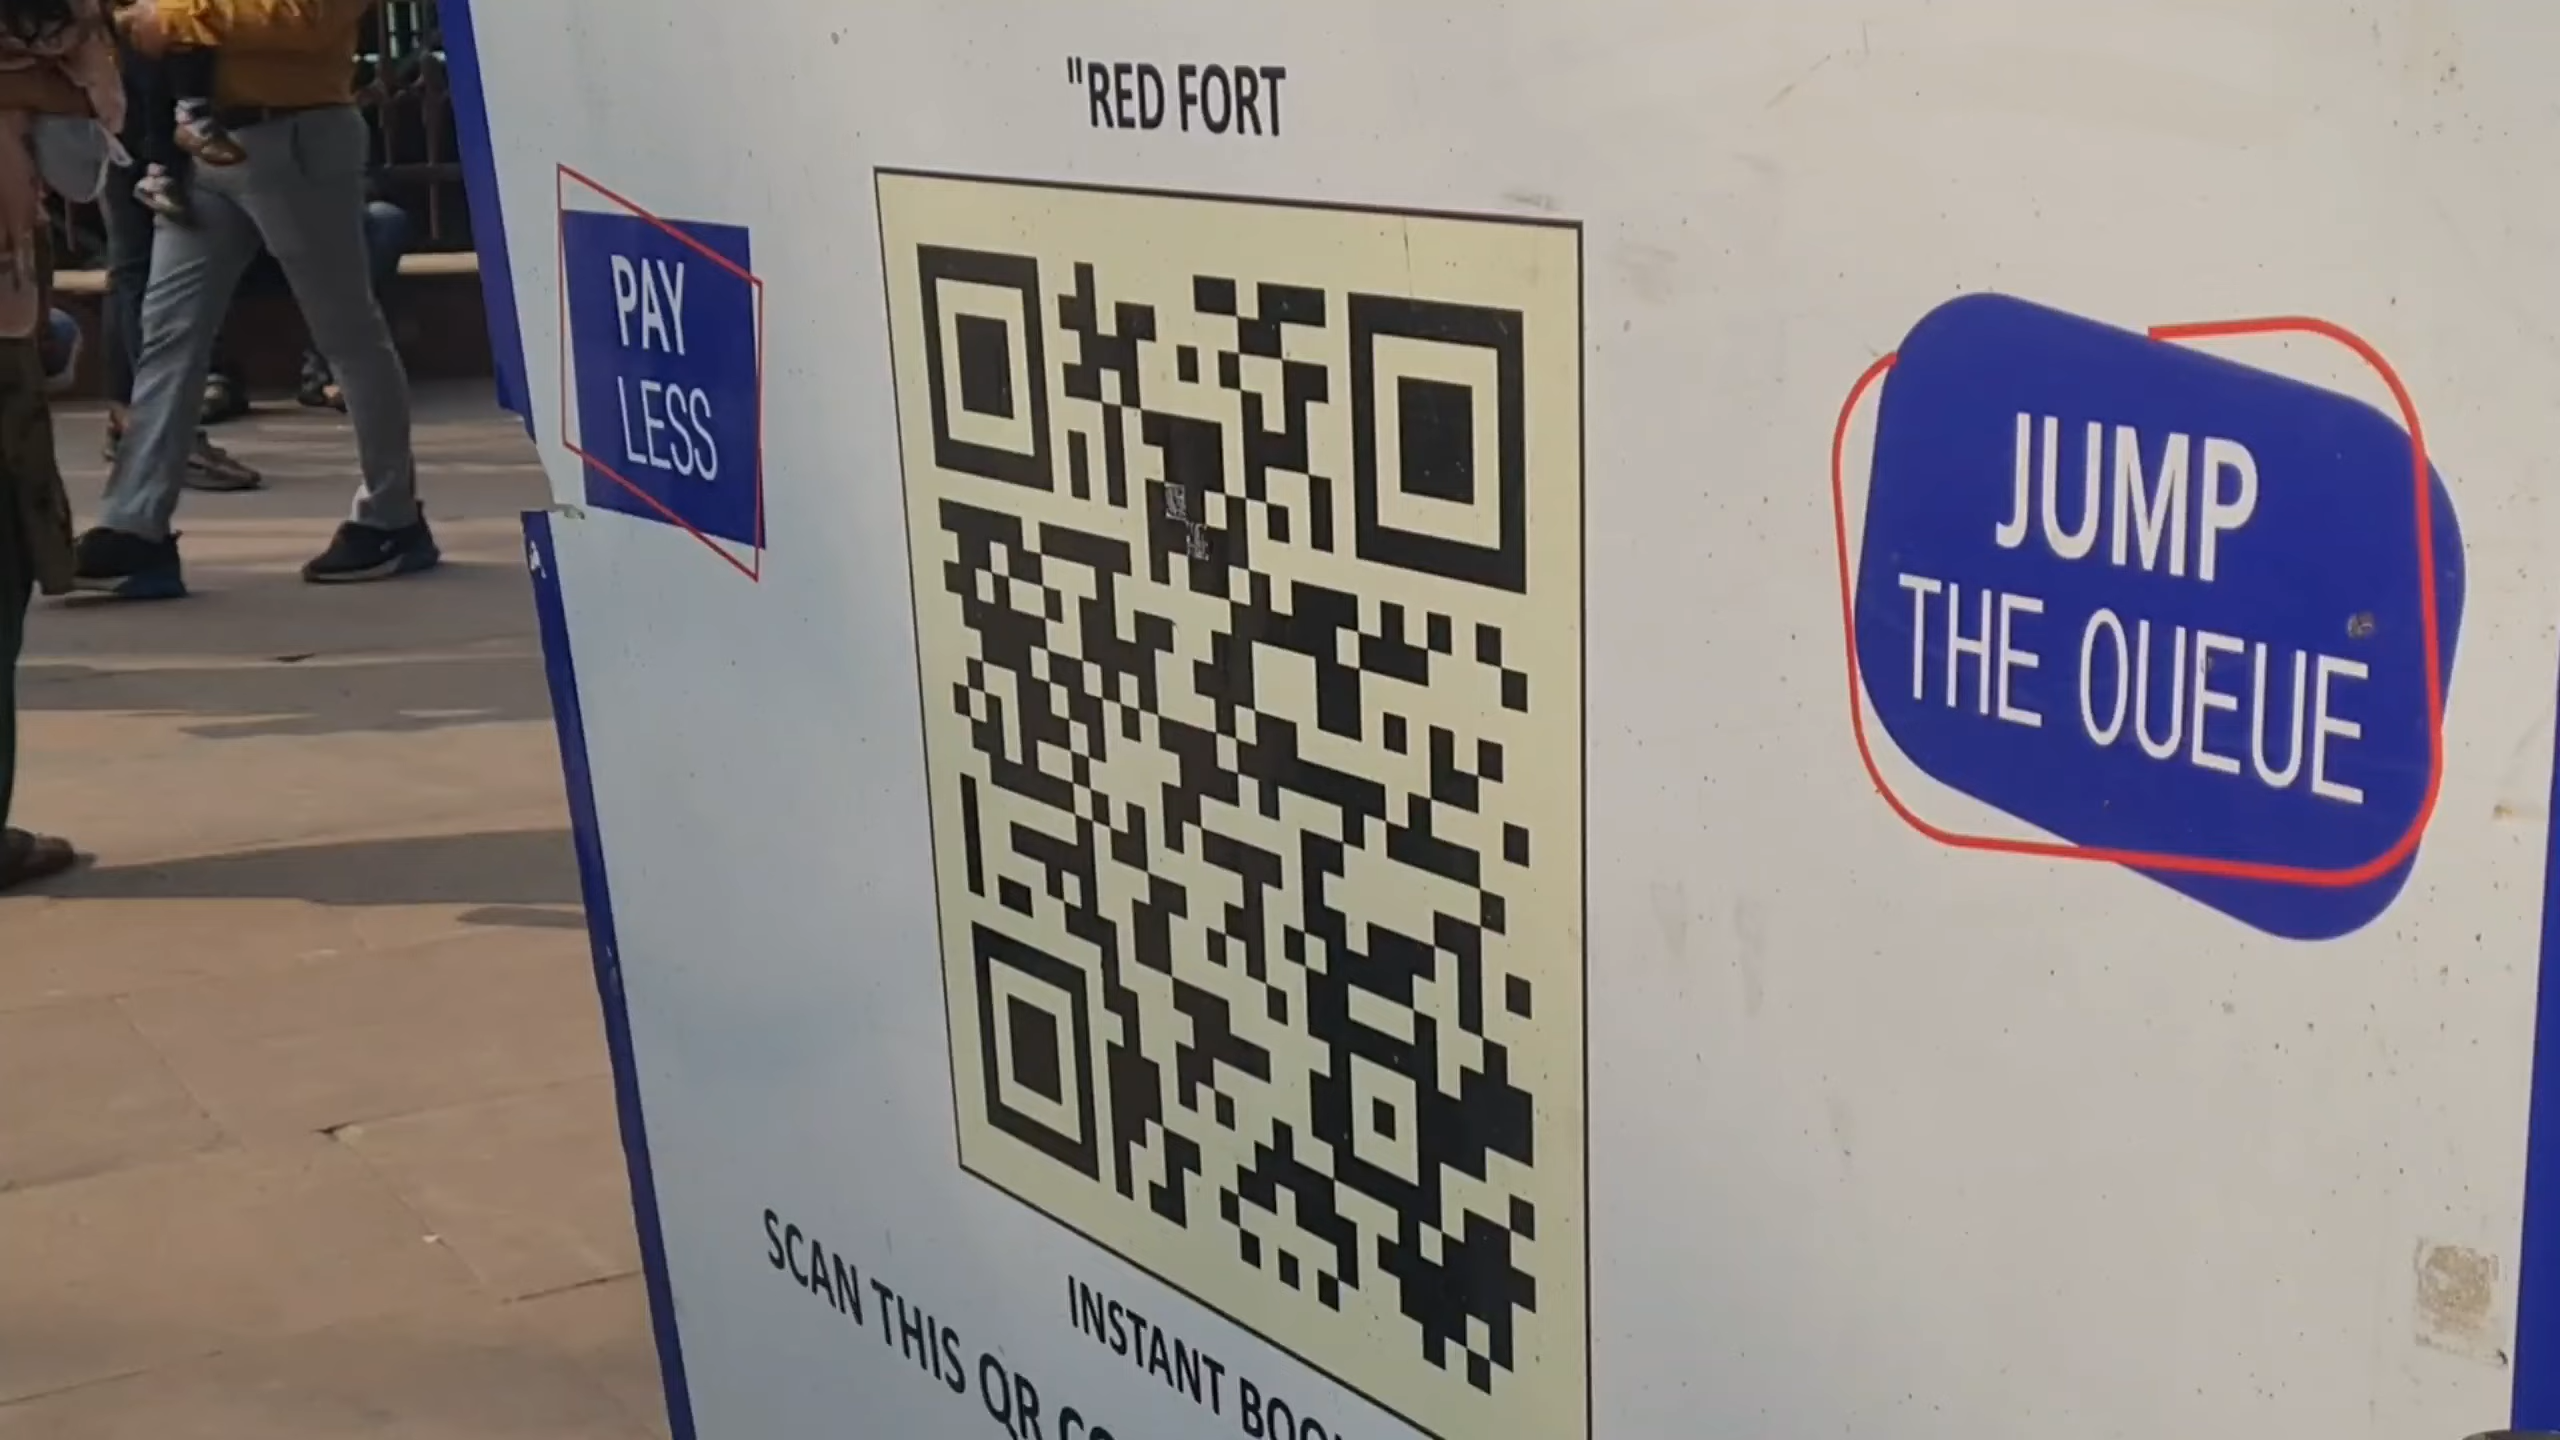 "RED FORT
PAY
LESS
JUMP
THE OUEUE
INSTANT
SCAN THIS QR